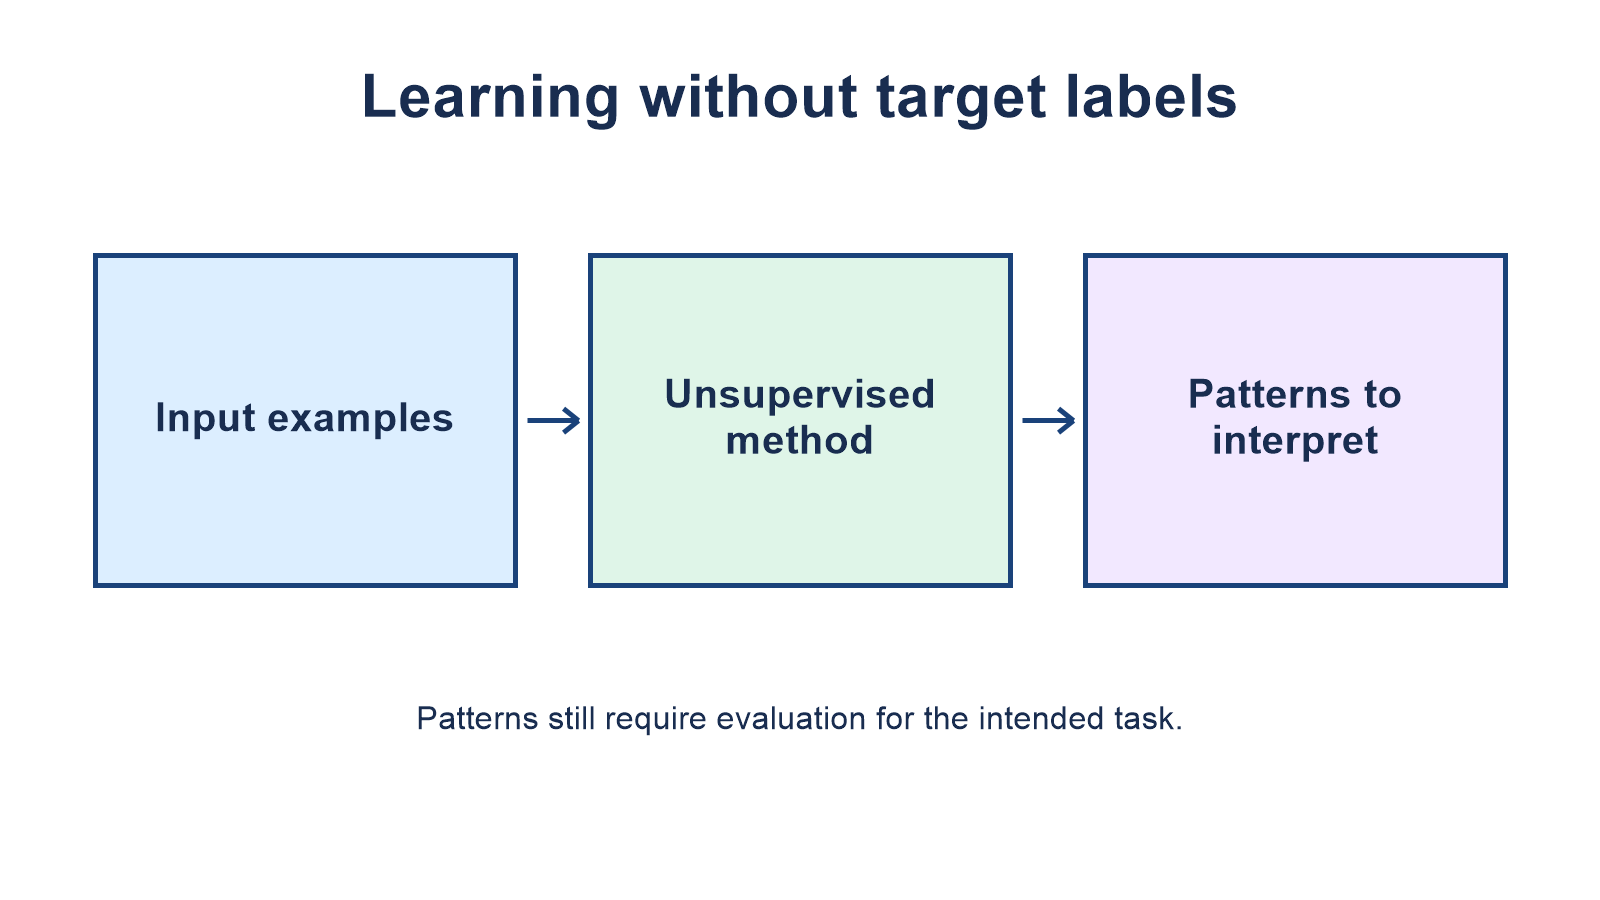 Learning without target labels
Input examples
Unsupervised
method
Patterns to
interpret
Patterns still require evaluation for the intended task.